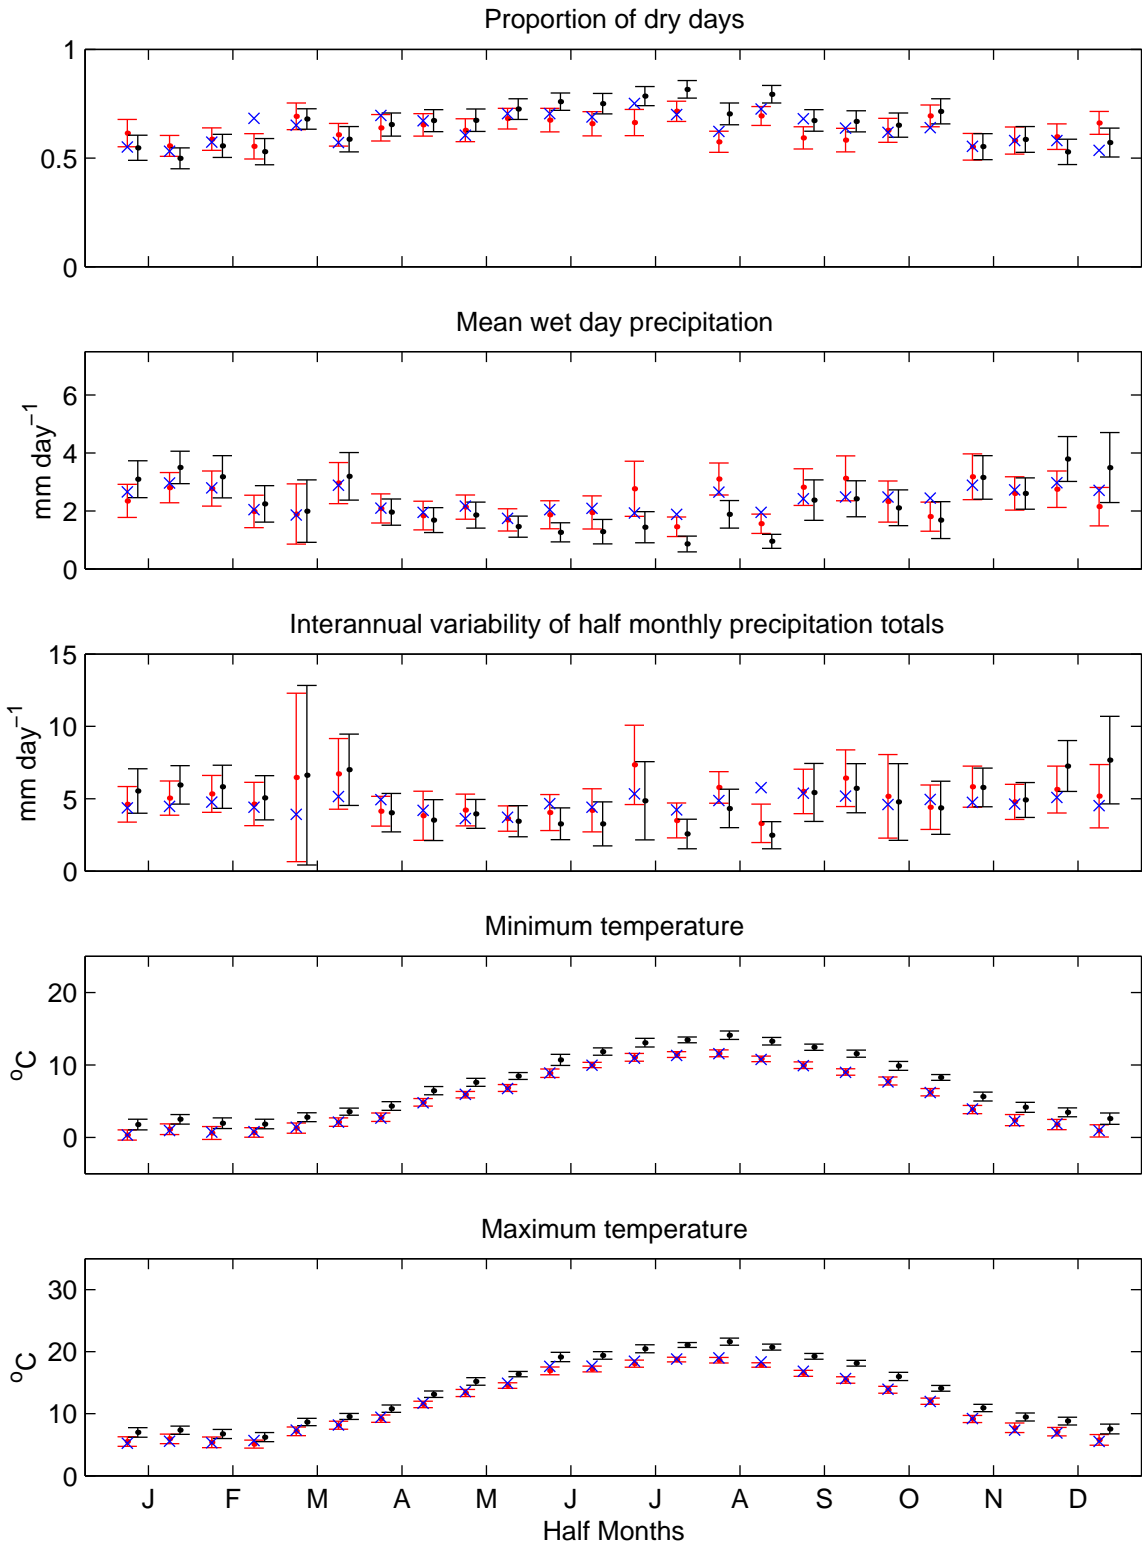 Proportion of dry days
1
0.5
0
Mean wet day precipitation
6
4
2
0
mm day⁻¹
Interannual variability of half monthly precipitation totals
15
10
5
0
mm day⁻¹
Minimum temperature
20
10
0
ºC
Maximum temperature
30
20
10
0
ºC
J F M A M J J A S O N D
Half Months